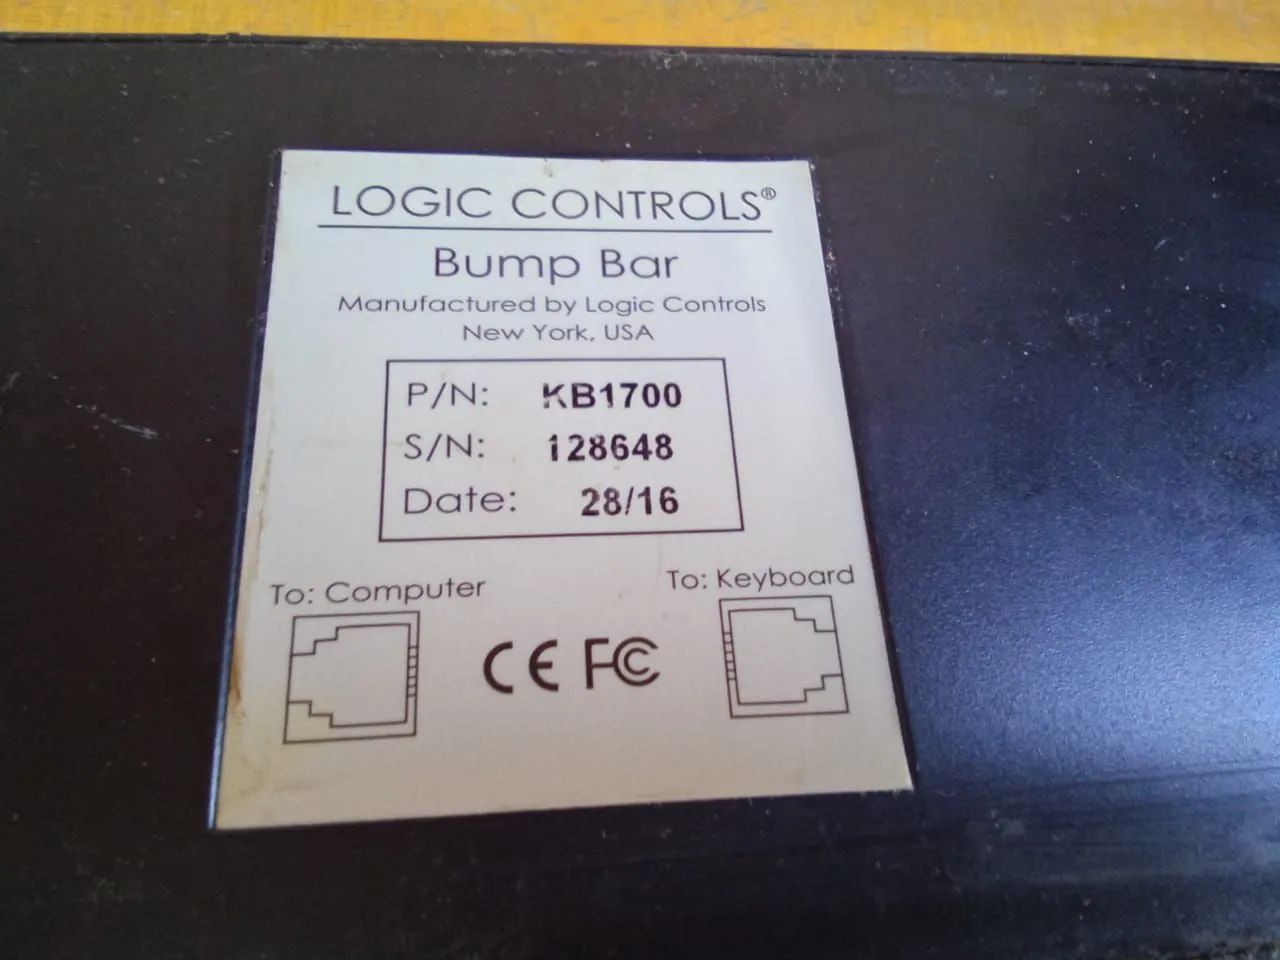 LOGIC CONTROLS®
Bump Bar
Manufactured by Logic Controls
New York, USA
P/N: KB1700
S/N: 128648
Date: 28/16
To: Computer
To: Keyboard
CE FC